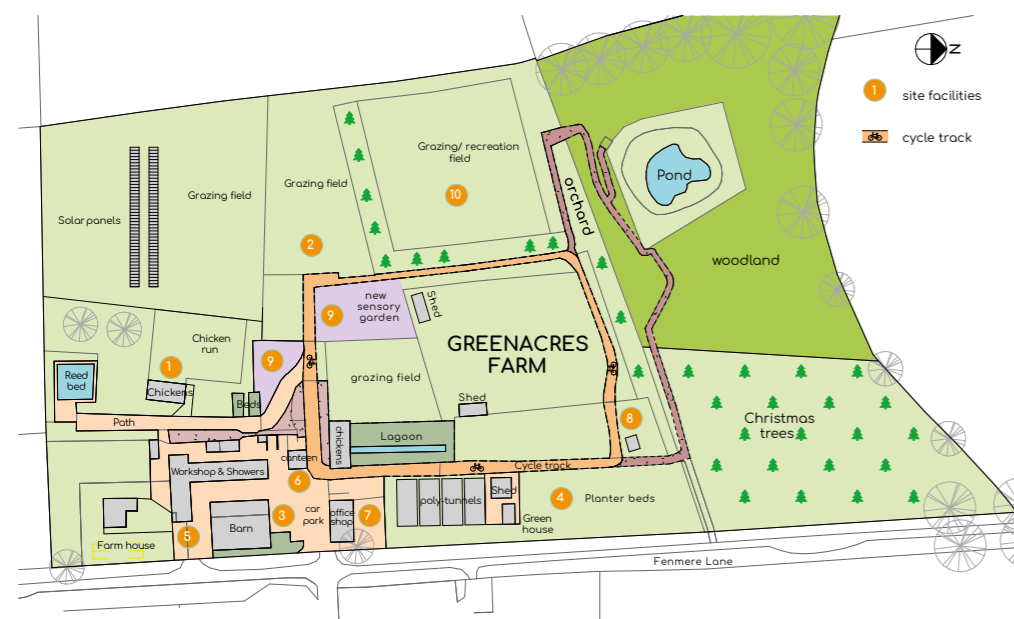 N
1
site facilities
cycle track
Grazing/ recreation
field
10
Grazing field
Grazing field
Solar panels
2
orchard
Pond
woodland
new
sensory
garden
9
Shed
GREENACRES
FARM
Chicken
run
1
9
Reed
bed
Chickens
Beds
Path
grazing field
Shed
8
Christmas
trees
chickens
Lagoon
canteen
Cycle track
Workshop & Showers
6
poly-tunnels
Shed
4
Planter beds
3
car
park
office
shop
7
Green
house
5
Barn
Farm house
Fenmere Lane